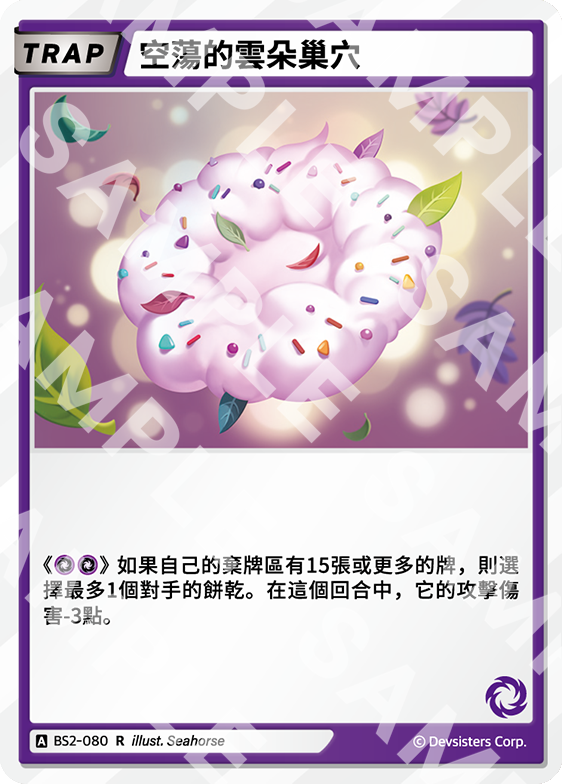 TRAP
空蕩的雲朵巢穴
《》如果自己的棄牌區有15張或更多的牌，則選
擇最多1個對手的餅乾。在這個回合中，它的攻擊傷
害-3點。
A BS2-080 R illust. Seahorse
© Devsisters Corp.
SAMPLE SAMPLE SAMPLE